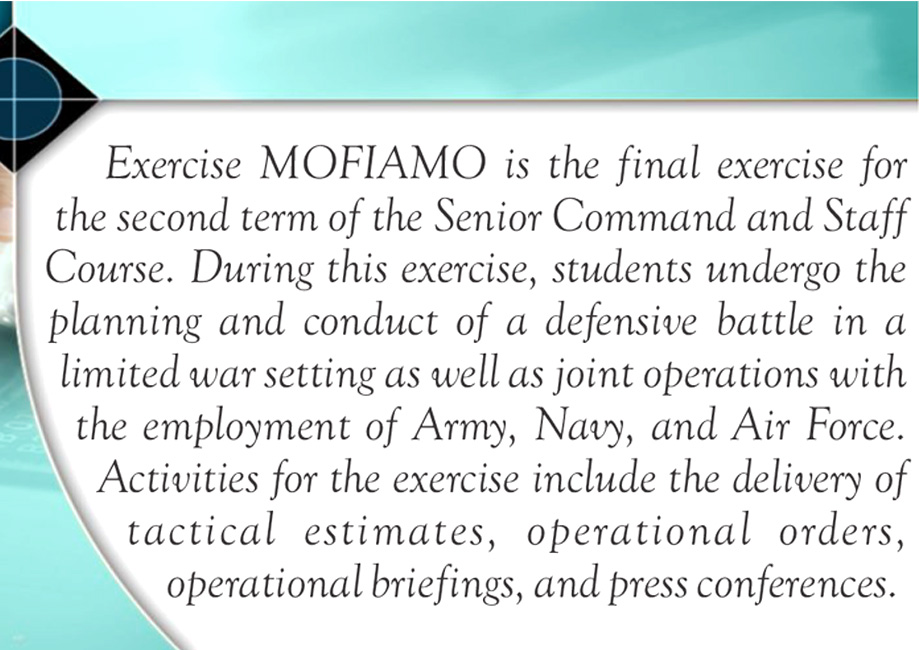 Exercise MOFIAMO is the final exercise for
the second term of the Senior Command and Staff
Course. During this exercise, students undergo the
planning and conduct of a defensive battle in a
limited war setting as well as joint operations with
the employment of Army, Navy, and Air Force.
Activities for the exercise include the delivery of
tactical estimates, operational orders,
operational briefings, and press conferences.